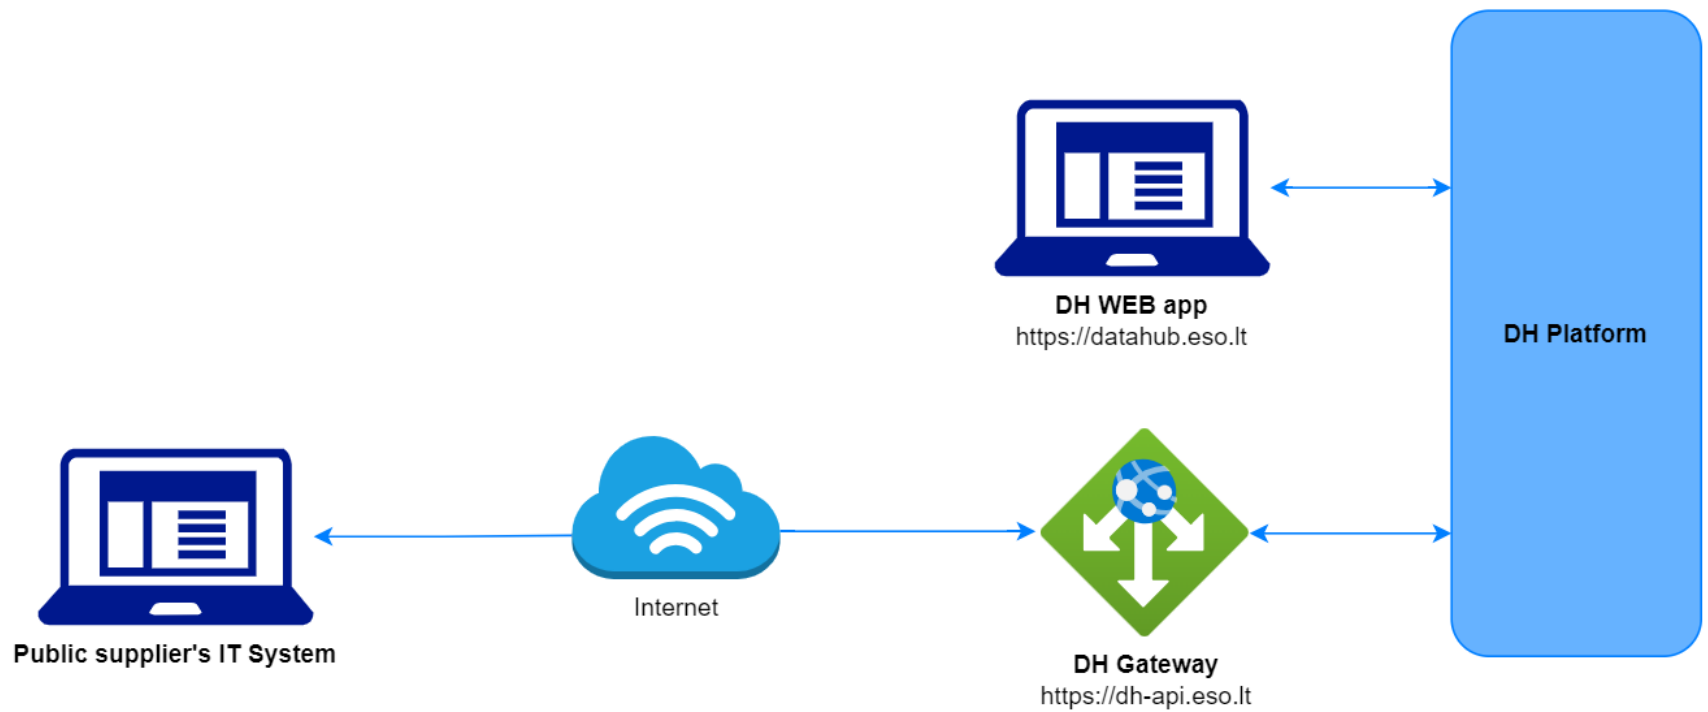 DH WEB app
https://datahub.eso.lt
DH Platform
Internet
Public supplier's IT System
DH Gateway
https://dh-api.eso.lt